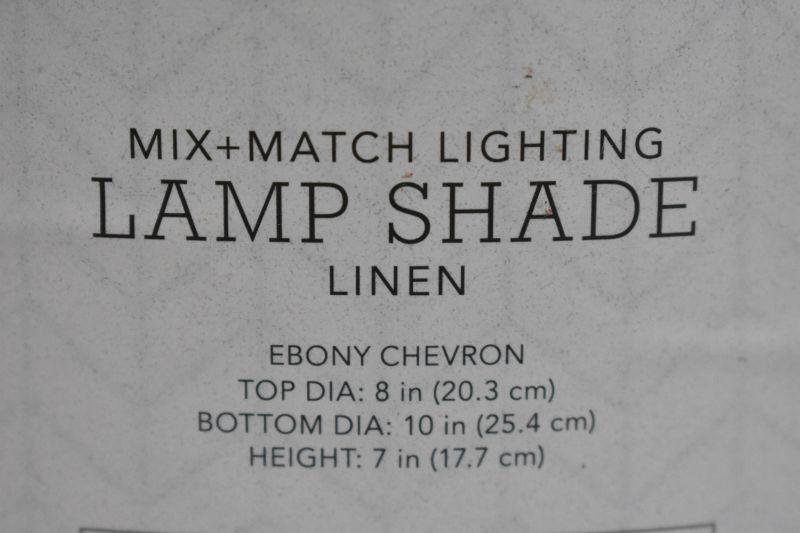 MIX+MATCH LIGHTING
LAMP SHADE
LINEN
EBONY CHEVRON
TOP DIA: 8 in (20.3 cm)
BOTTOM DIA: 10 in (25.4 cm)
HEIGHT: 7 in (17.7 cm)